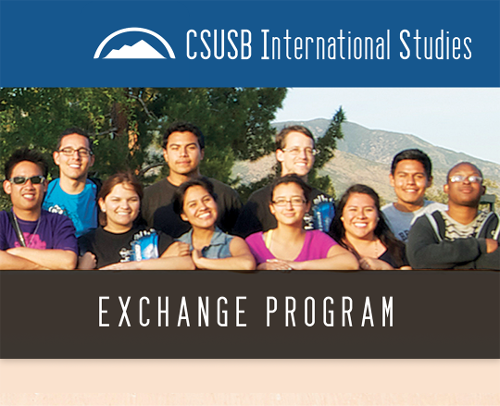 CSUSB International Studies
EXCHANGE PROGRAM